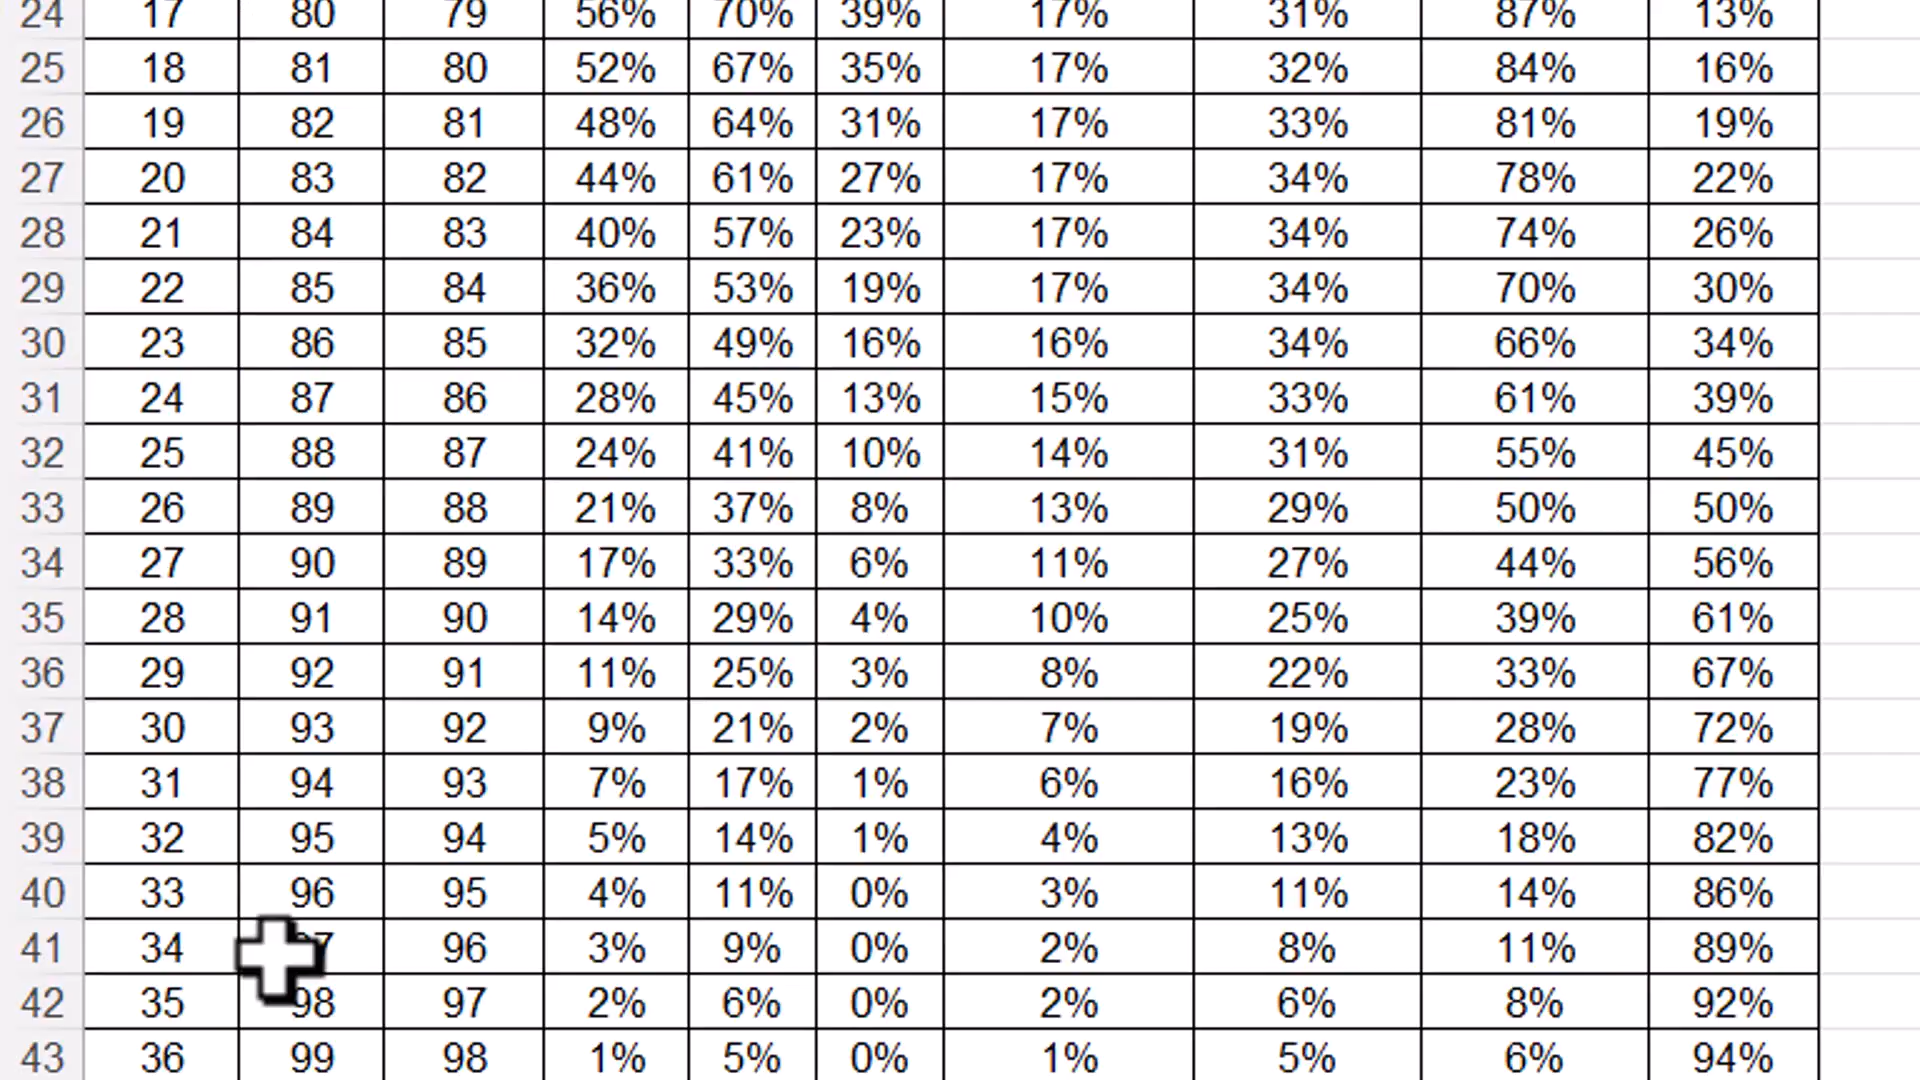 24 17 80 79 56% 70% 39% 17% 31% 87% 13%
25 18 81 80 52% 67% 35% 17% 32% 84% 16%
26 19 82 81 48% 64% 31% 17% 33% 81% 19%
27 20 83 82 44% 61% 27% 17% 34% 78% 22%
28 21 84 83 40% 57% 23% 17% 34% 74% 26%
29 22 85 84 36% 53% 19% 17% 34% 70% 30%
30 23 86 85 32% 49% 16% 16% 34% 66% 34%
31 24 87 86 28% 45% 13% 15% 33% 61% 39%
32 25 88 87 24% 41% 10% 14% 31% 55% 45%
33 26 89 88 21% 37% 8% 13% 29% 50% 50%
34 27 90 89 17% 33% 6% 11% 27% 44% 56%
35 28 91 90 14% 29% 4% 10% 25% 39% 61%
36 29 92 91 11% 25% 3% 8% 22% 33% 67%
37 30 93 92 9% 21% 2% 7% 19% 28% 72%
38 31 94 93 7% 17% 1% 6% 16% 23% 77%
39 32 95 94 5% 14% 1% 4% 13% 18% 82%
40 33 96 95 4% 11% 0% 3% 11% 14% 86%
41 34 96 3% 9% 0% 2% 8% 11% 89%
42 35 98 97 2% 6% 0% 2% 6% 8% 92%
43 36 99 98 1% 5% 0% 1% 5% 6% 94%